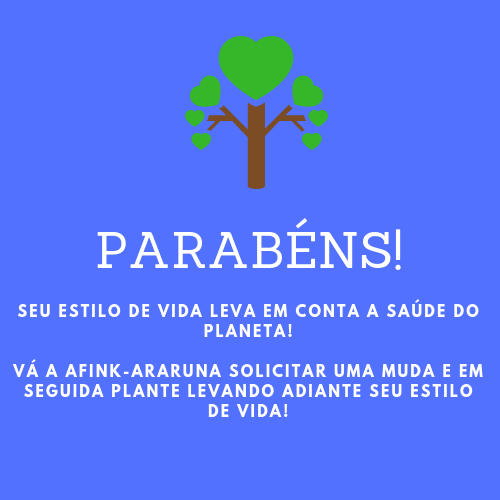 PARABÉNS!
SEU ESTILO DE VIDA LEVA EM CONTA A SAÚDE DO
PLANETA!
VÁ A AFINK-ARARUNA SOLICITAR UMA MUDA E EM
SEGUIDA PLANTE LEVANDO ADIANTE SEU ESTILO
DE VIDA!